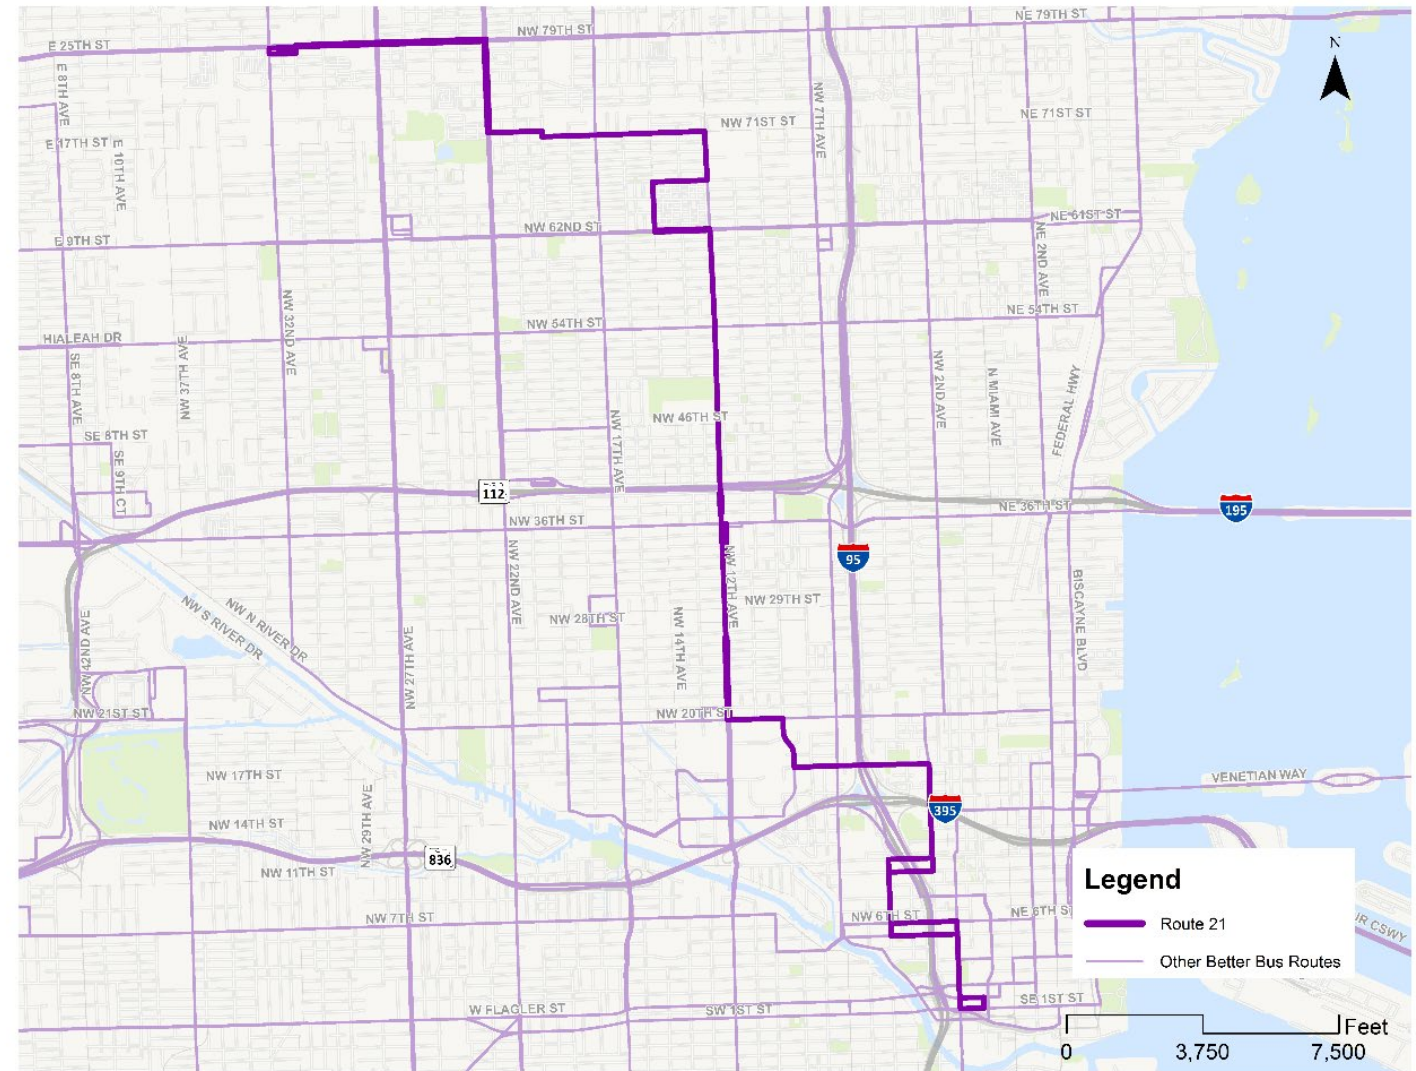 NE 79TH ST
NW 79TH ST
E 25TH ST
N
E 8TH AVE
NW 7TH AVE
NE 71ST ST
NW 71ST ST
E 17TH ST
E 10TH AVE
NE 61ST ST
NW 62ND ST
E 9TH ST
NE 2ND AVE
NW 32ND AVE
NE 54TH ST
NW 54TH ST
HIALEAH DR
NW 37TH AVE
SE 8TH AVE
NW 2ND AVE
N MIAMI AVE
FEDERAL HWY
NW 46TH ST
NW 17TH AVE
SE 8TH ST
SE 9TH CT
112
NE 36TH ST
195
NW 36TH ST
95
NW 22ND AVE
NW 12TH AVE
BISCAYNE BLVD
NW 29TH ST
NW N RIVER DR
NW S RIVER DR
NW 28TH ST
NW 14TH AVE
NW 42ND AVE
NW 27TH AVE
NW 21ST ST
NW 20TH ST
NW 17TH ST
VENETIAN WAY
395
NW 14TH ST
NW 29TH AVE
836
NW 11TH ST
Legend
NW 7TH ST
NW 6TH ST
NE 6TH ST
Route 21
UR CSWY
Other Better Bus Routes
SE 1ST ST
W FLAGLER ST
SW 1ST ST
Feet
0 3,750 7,500